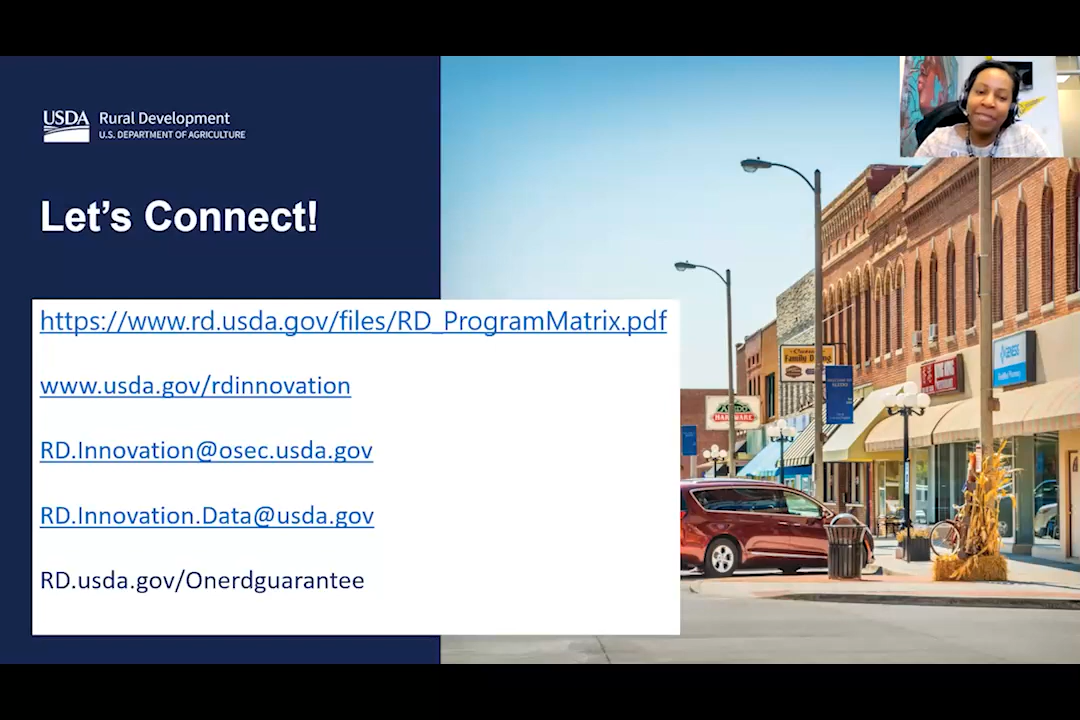 USDA Rural Development
U.S. DEPARTMENT OF AGRICULTURE
Let's Connect!
https://www.rd.usda.gov/files/RD_ProgramMatrix.pdf
www.usda.gov/rdinnovation
RD.Innovation@osec.usda.gov
RD.Innovation.Data@usda.gov
RD.usda.gov/Onerdguarantee
Family Dining
HARDWARE